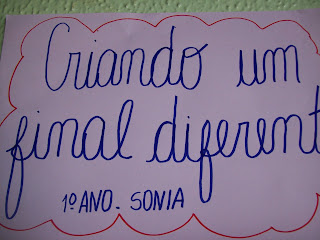 Criando um
final diferent
1º ANO. SONIA